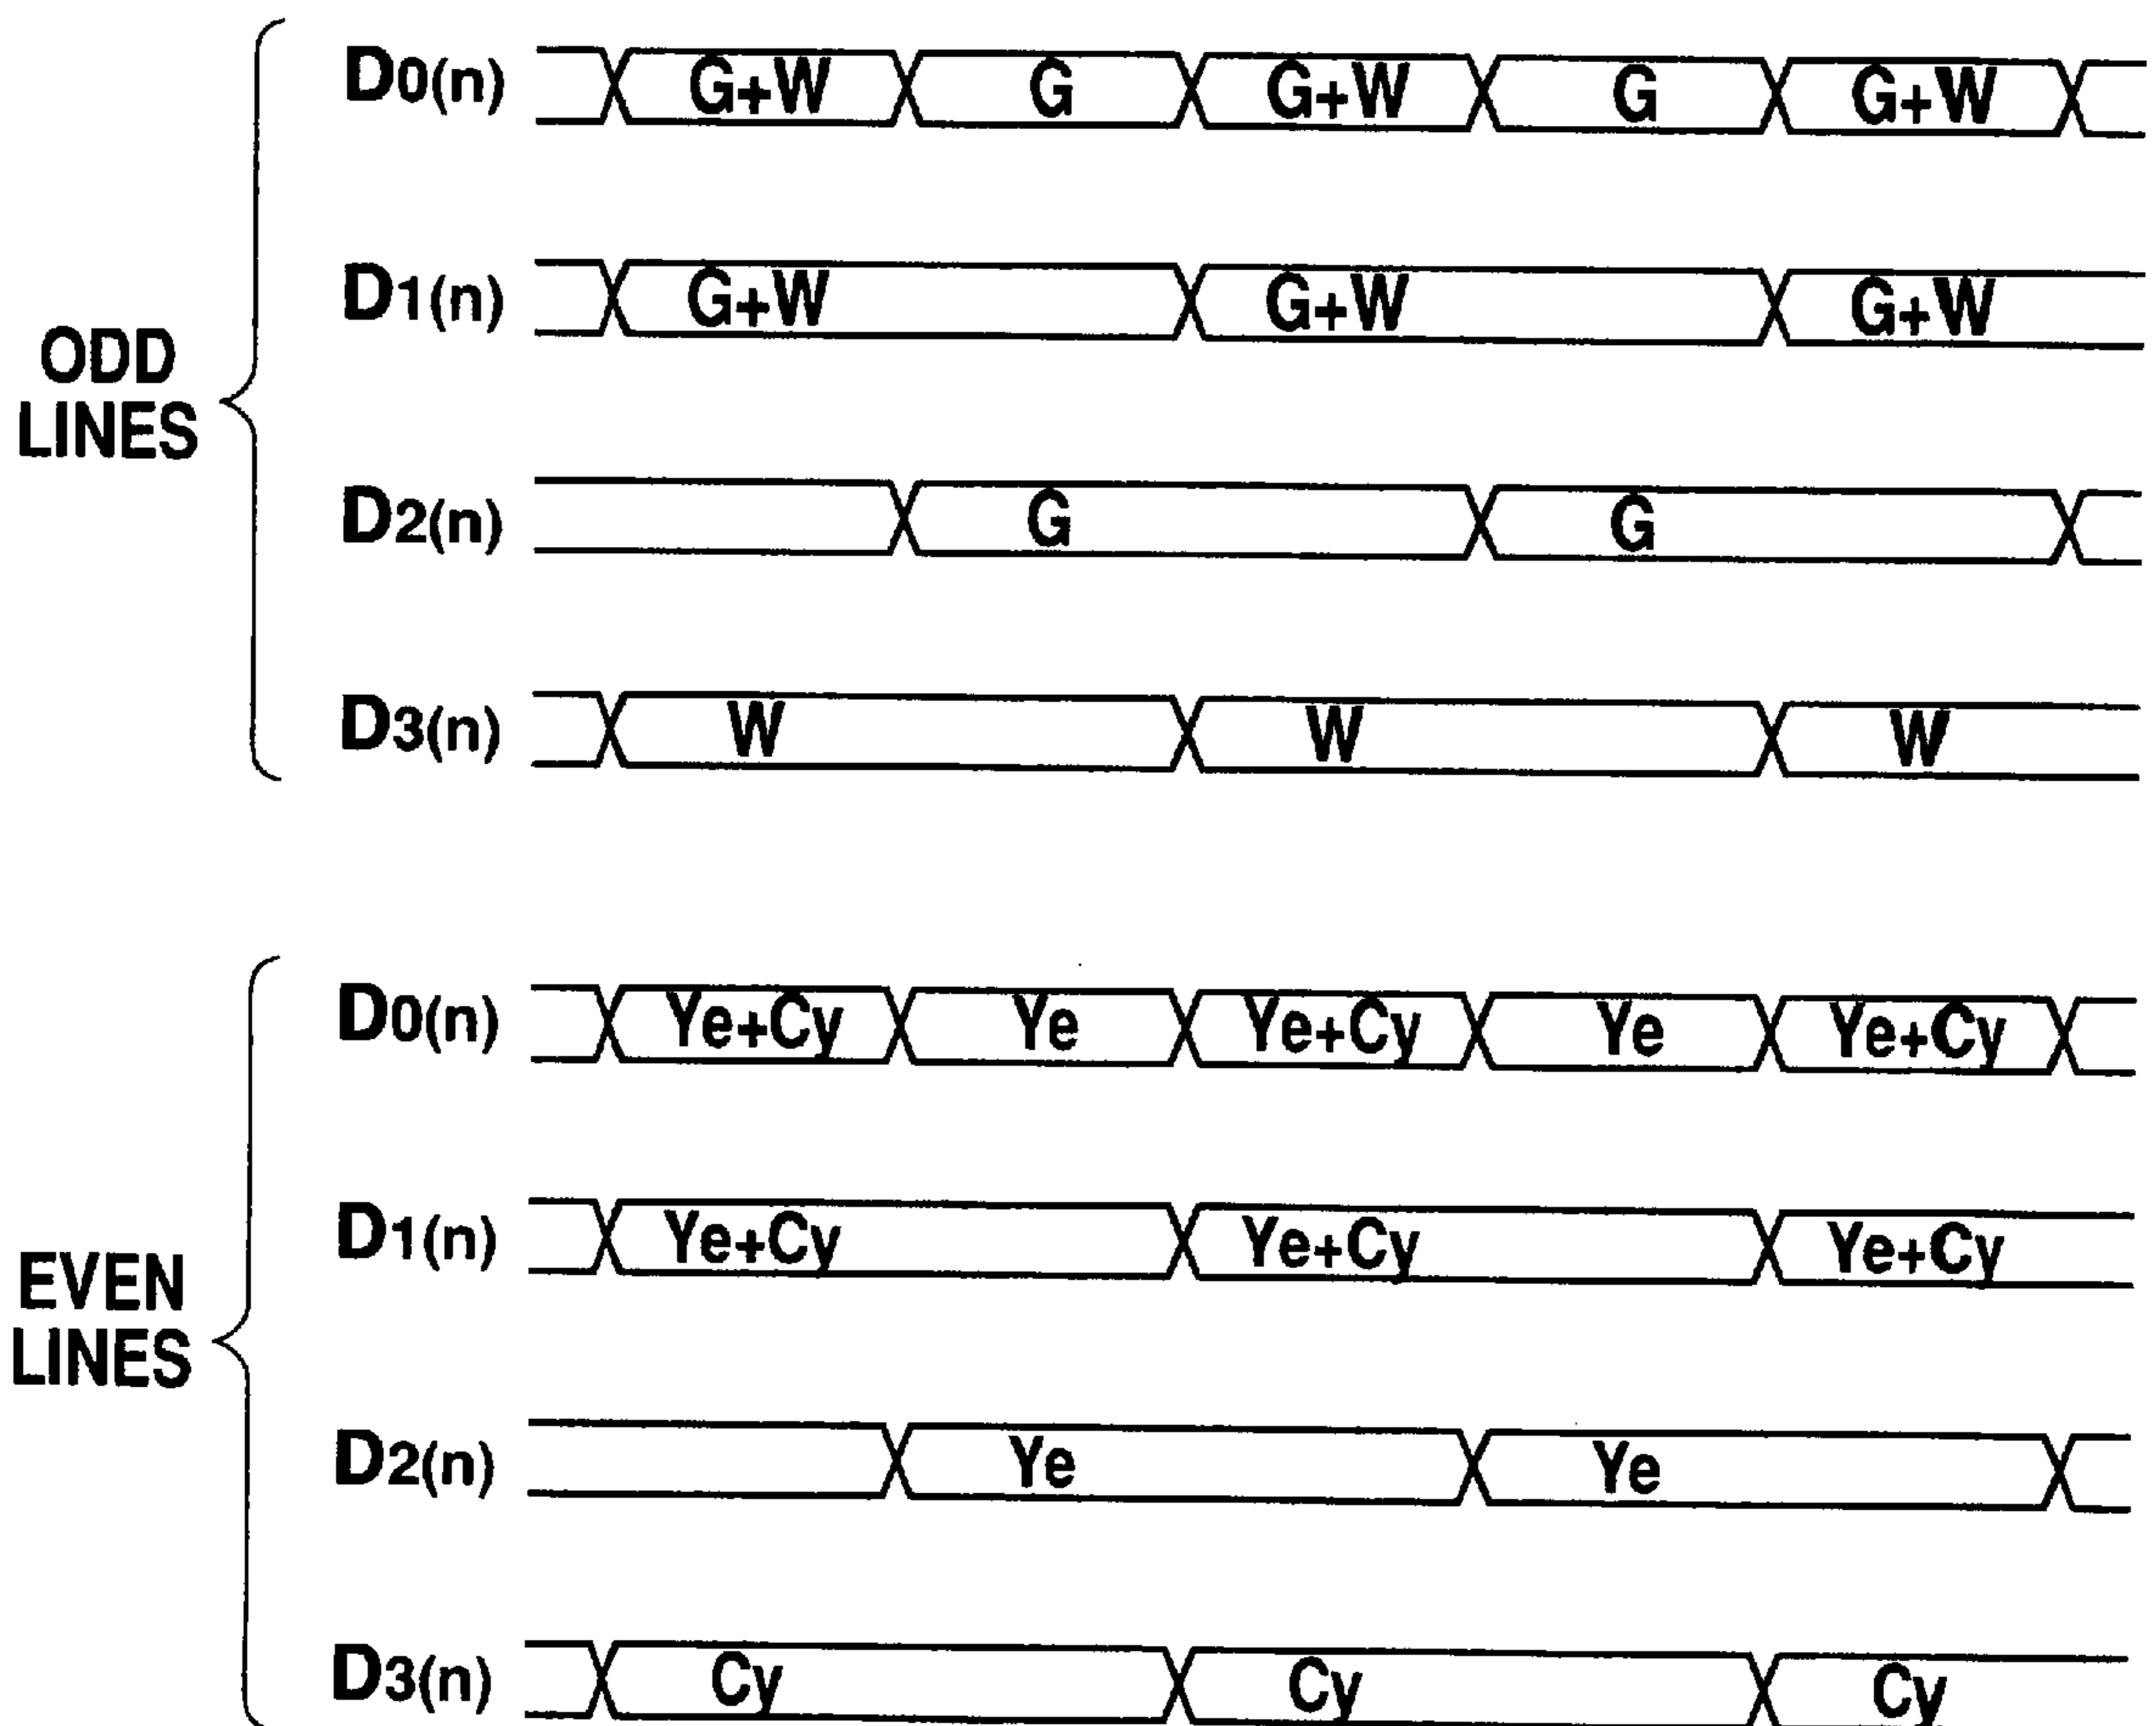 D0(n) G+W G G+W G G+W
D1(n) G+W G+W G+W
ODD
LINES
D2(n) G G
D3(n) W W W
D0(n) Ye+Cy Ye Ye+Cy Ye Ye+Cy
D1(n) Ye+Cy Ye+Cy Ye+Cy
EVEN
LINES
D2(n) Ye Ye
D3(n) Cy Cy Cy